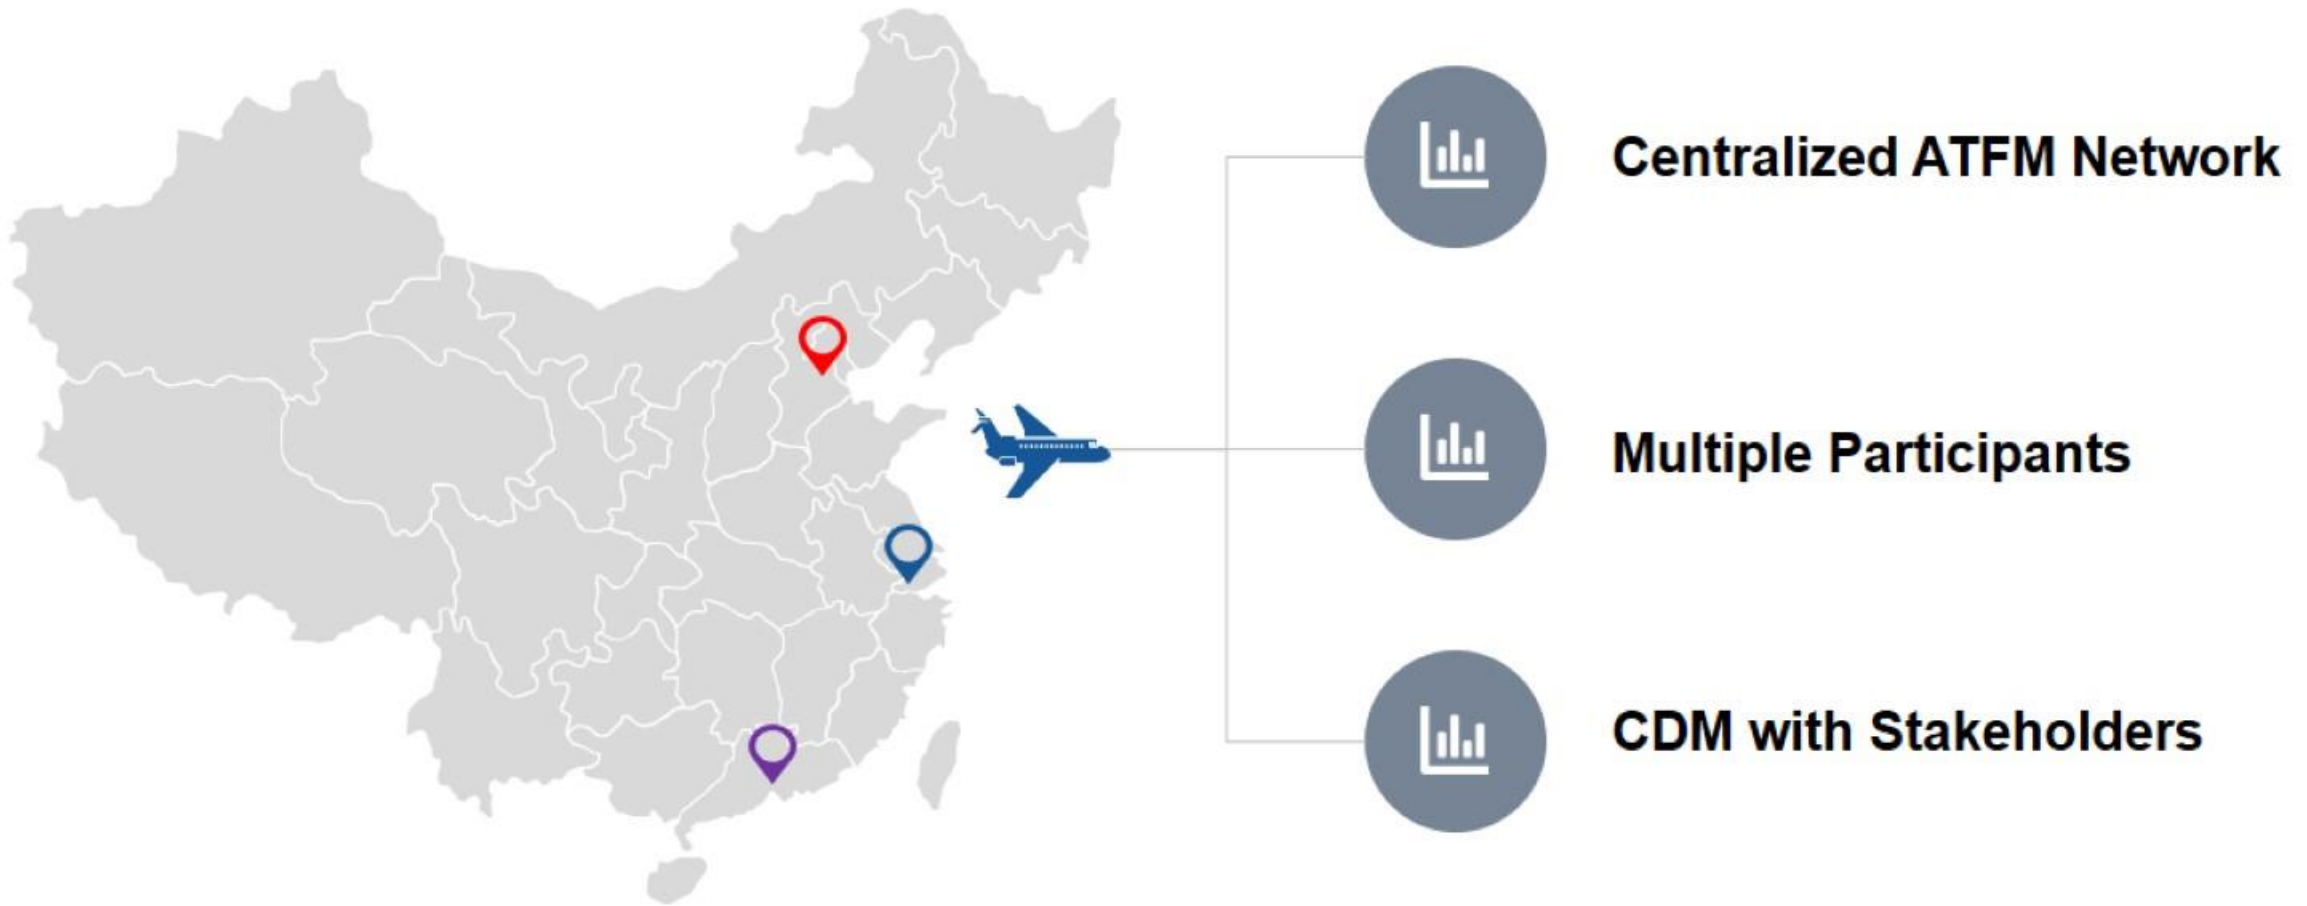 Centralized ATFM Network
Multiple Participants
CDM with Stakeholders